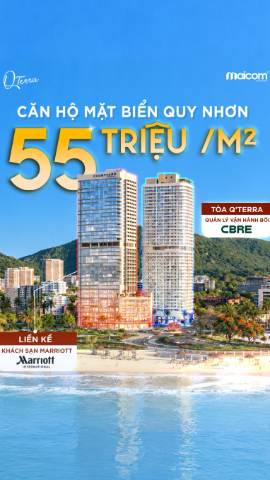 Q'Terra
maicom
CĂN HỘ MẶT BIỂN QUY NHƠN
55 TRIỆU /M²
TÒA Q'TERRA
QUẢN LÝ VẬN HÀNH BỞI
CBRE
LIỀN KỀ
KHÁCH SẠN MARRIOTT
Marriott
INTERNATIONAL